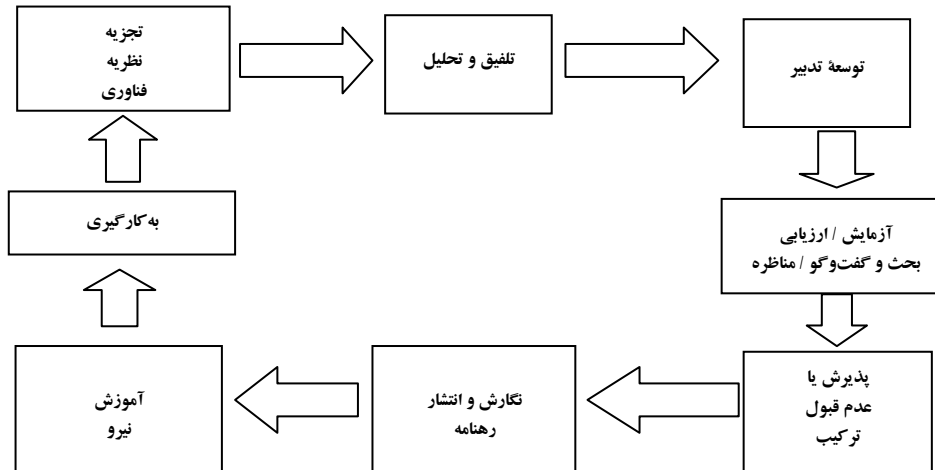 تجزیه
نظریه
فناوری
تلفیق و تحلیل
توسعهٔ تدبیر
آزمایش / ارزیابی
بحث و گفت‌وگو / مناظره
پذیرش یا
عدم قبول
ترکیب
نگارش و انتشار
رهنامه
آموزش
نیرو
به‌کارگیری